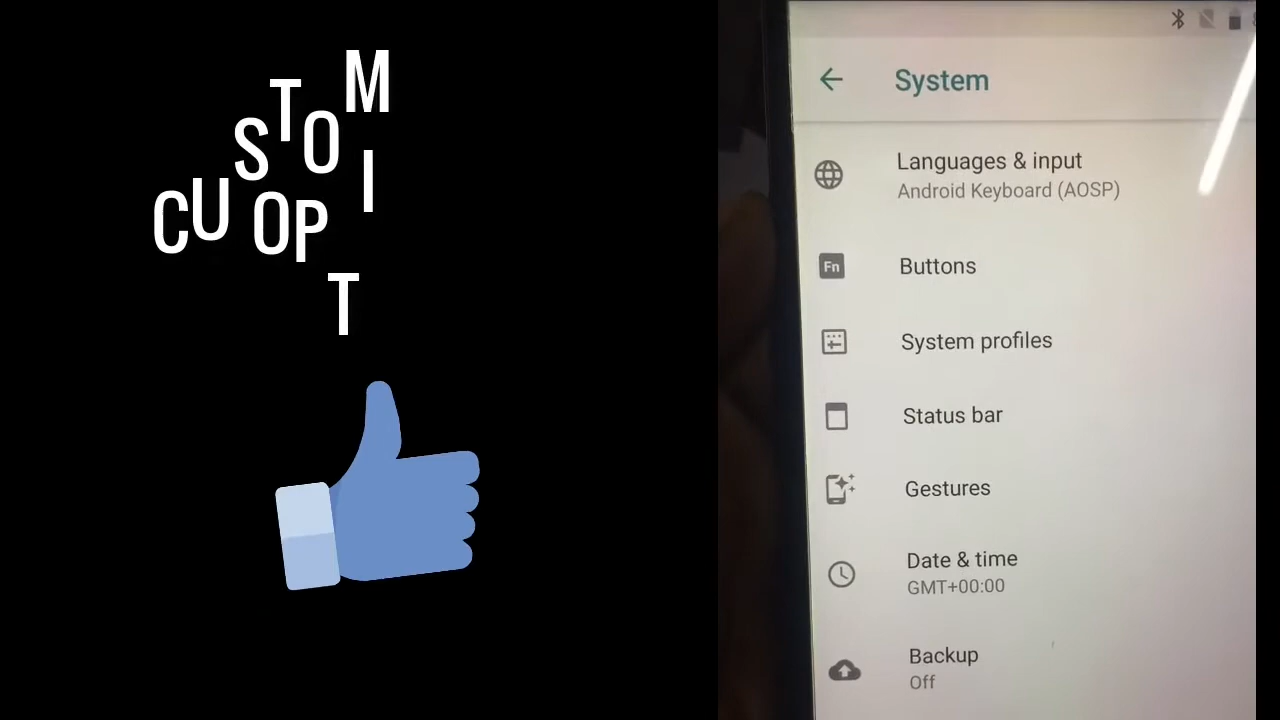 CUSTOM
OPTI
System
Languages & input
Android Keyboard (AOSP)
Fn
Buttons
System profiles
Status bar
Gestures
Date & time
GMT+00:00
Backup
Off